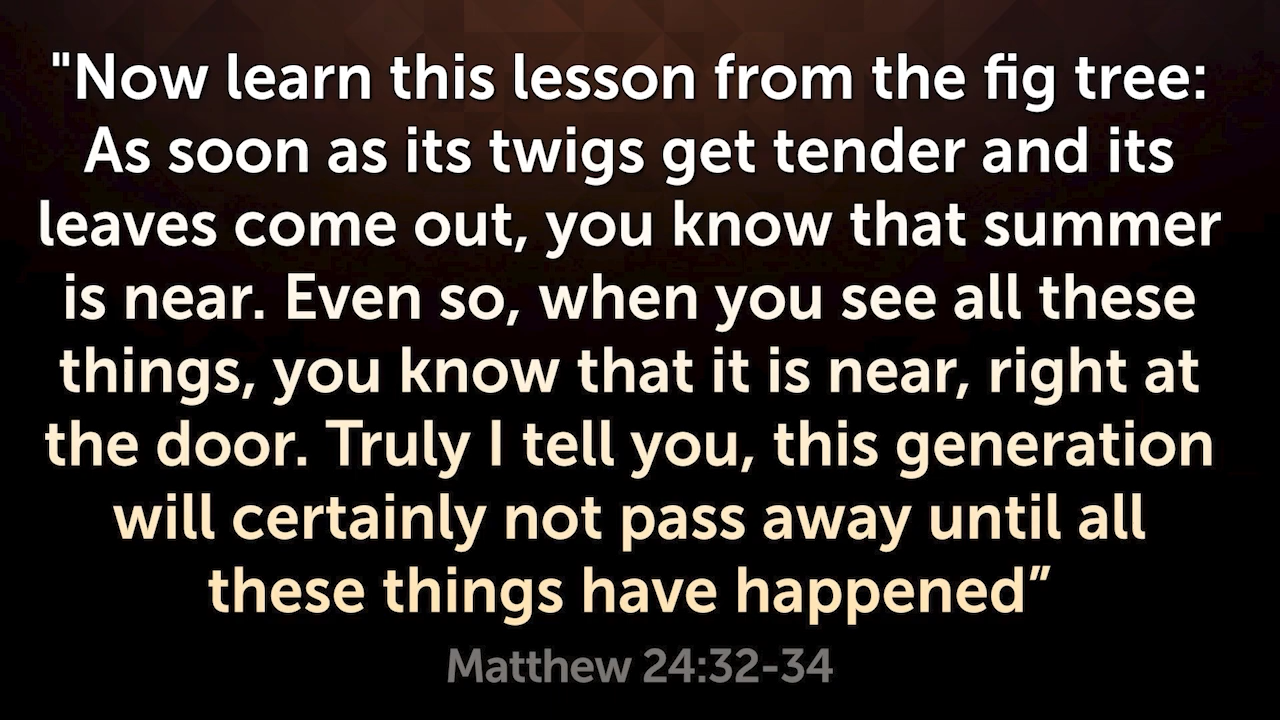 "Now learn this lesson from the fig tree:
As soon as its twigs get tender and its
leaves come out, you know that summer
is near. Even so, when you see all these
things, you know that it is near, right at
the door. Truly I tell you, this generation
will certainly not pass away until all
these things have happened”
Matthew 24:32-34